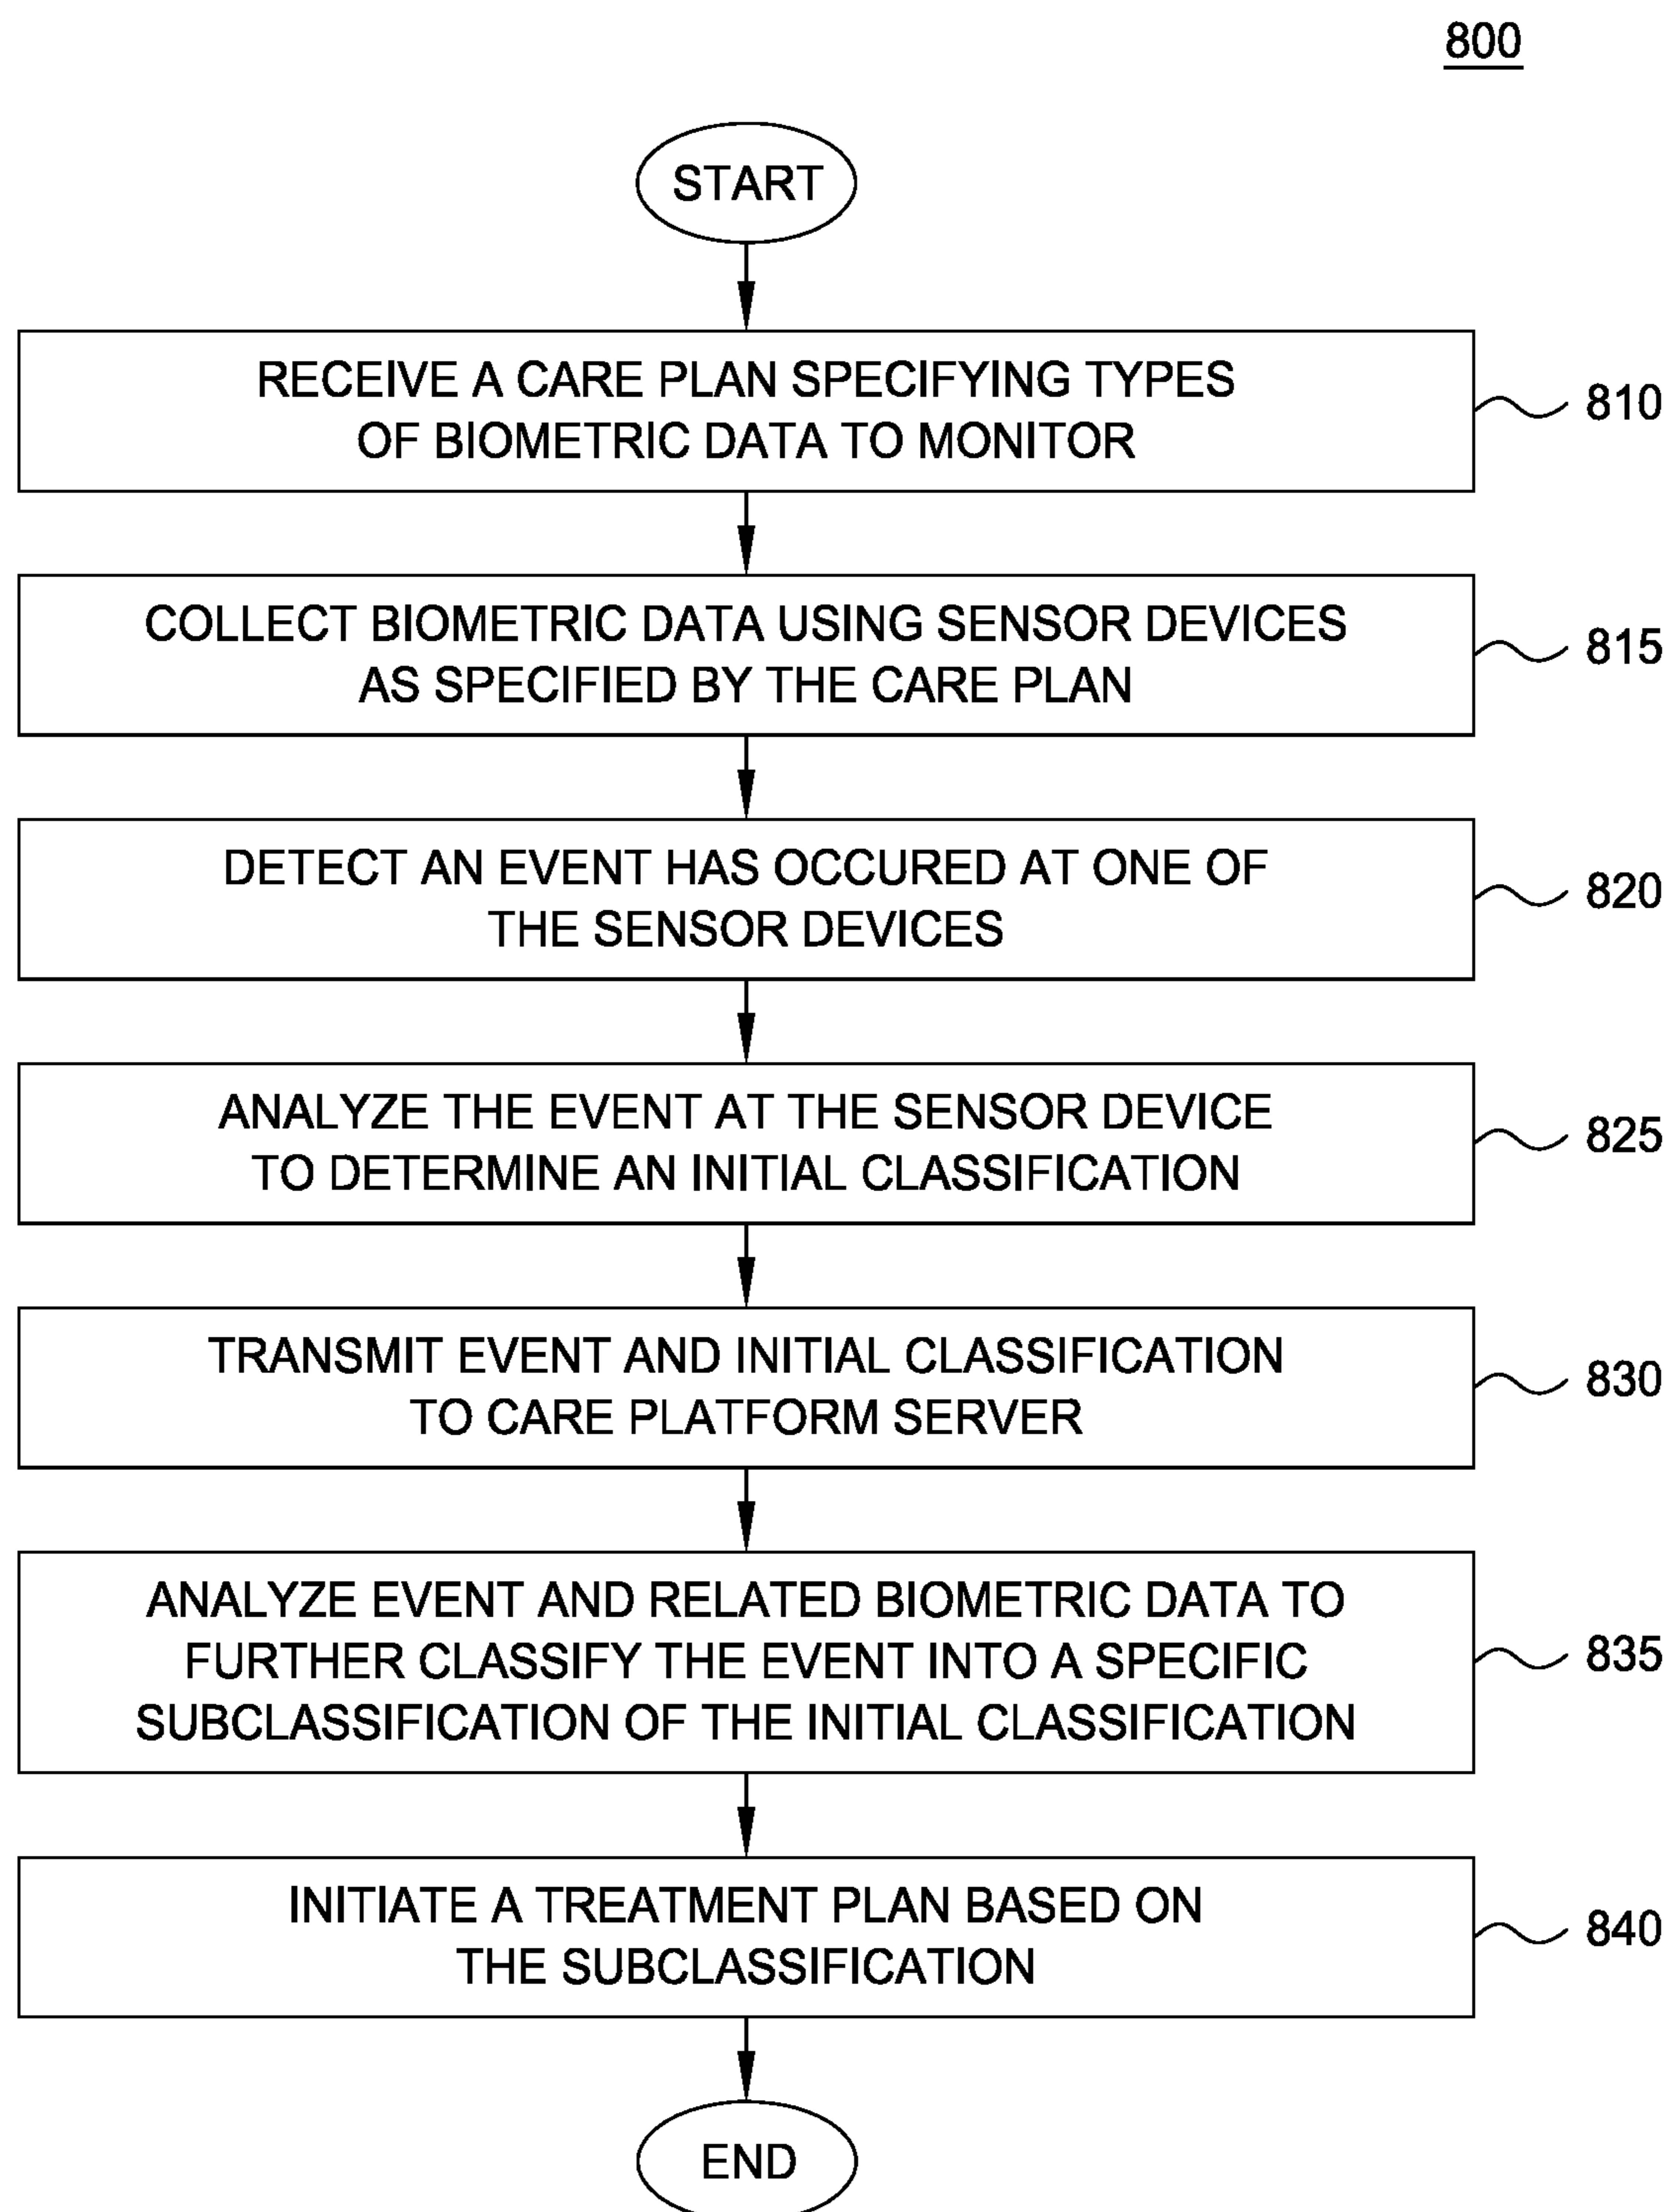 800
START
RECEIVE A CARE PLAN SPECIFYING TYPES
OF BIOMETRIC DATA TO MONITOR
810
COLLECT BIOMETRIC DATA USING SENSOR DEVICES
AS SPECIFIED BY THE CARE PLAN
815
DETECT AN EVENT HAS OCCURED AT ONE OF
THE SENSOR DEVICES
820
ANALYZE THE EVENT AT THE SENSOR DEVICE
TO DETERMINE AN INITIAL CLASSIFICATION
825
TRANSMIT EVENT AND INITIAL CLASSIFICATION
TO CARE PLATFORM SERVER
830
ANALYZE EVENT AND RELATED BIOMETRIC DATA TO
FURTHER CLASSIFY THE EVENT INTO A SPECIFIC
SUBCLASSIFICATION OF THE INITIAL CLASSIFICATION
835
INITIATE A TREATMENT PLAN BASED ON
THE SUBCLASSIFICATION
840
END